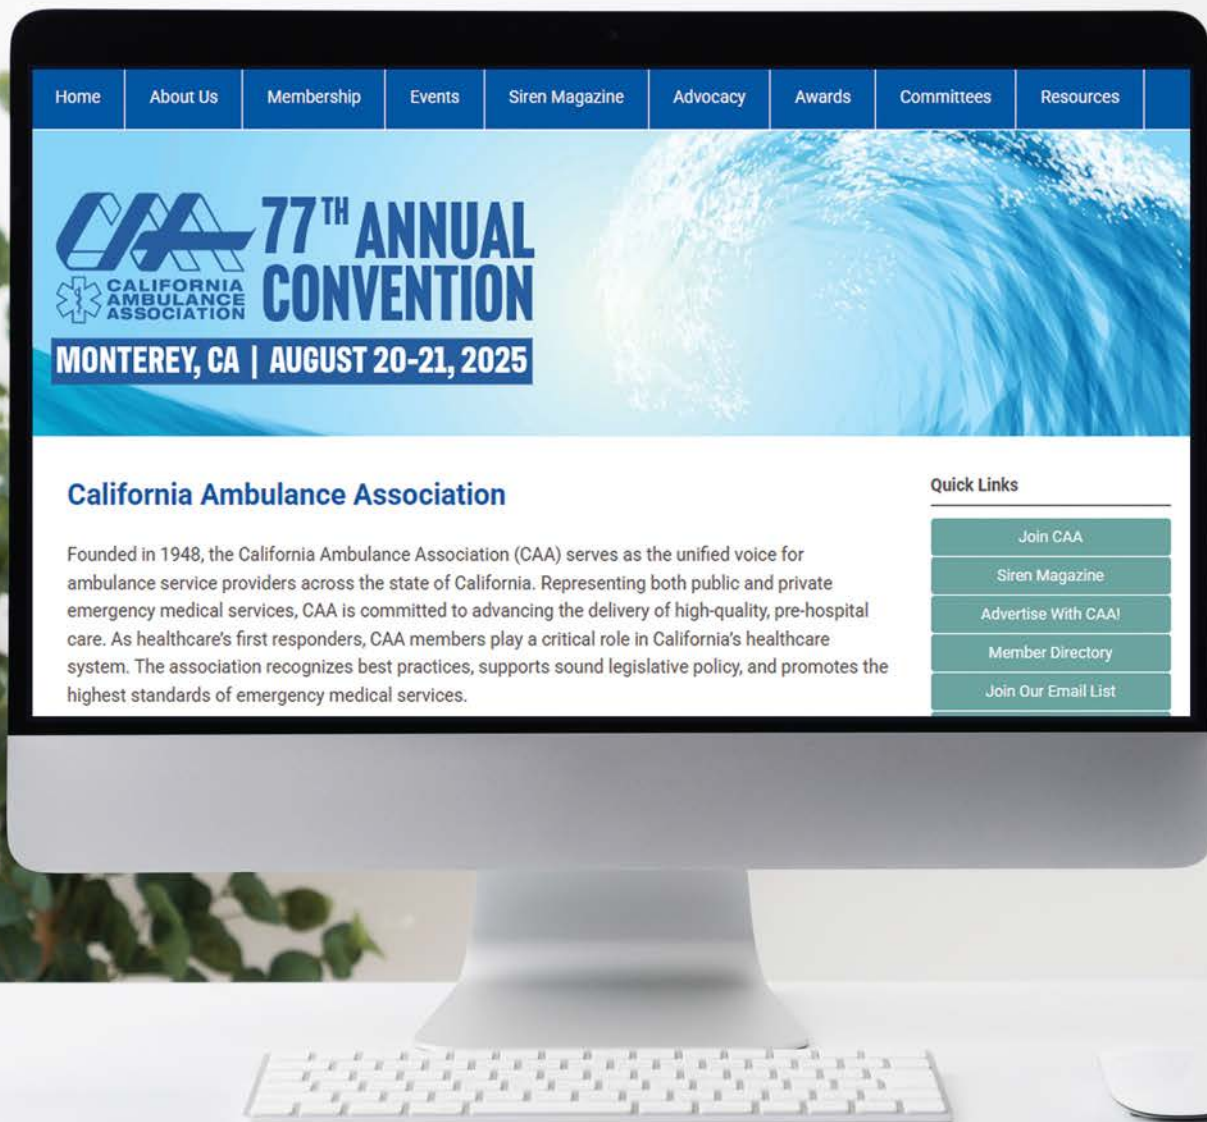 Home About Us Membership Events Siren Magazine Advocacy Awards Committees Resources
CAA
CALIFORNIA
AMBULANCE
ASSOCIATION
77TH ANNUAL
CONVENTION
MONTEREY, CA | AUGUST 20-21, 2025
California Ambulance Association
Founded in 1948, the California Ambulance Association (CAA) serves as the unified voice for
ambulance service providers across the state of California. Representing both public and private
emergency medical services, CAA is committed to advancing the delivery of high-quality, pre-hospital
care. As healthcare's first responders, CAA members play a critical role in California's healthcare
system. The association recognizes best practices, supports sound legislative policy, and promotes the
highest standards of emergency medical services.
Quick Links
Join CAA
Siren Magazine
Advertise With CAA!
Member Directory
Join Our Email List